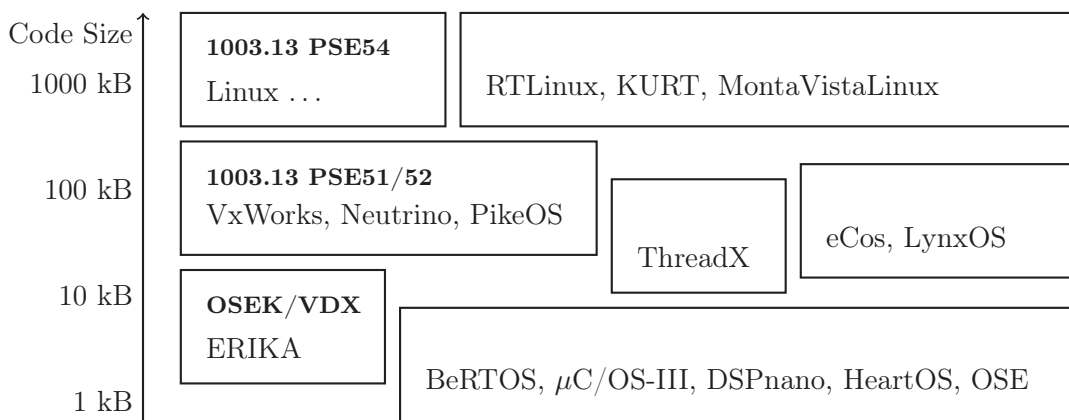 Code Size
1000 kB
100 kB
10 kB
1 kB
1003.13 PSE54
Linux …
RTLinux, KURT, MontaVistaLinux
1003.13 PSE51/52
VxWorks, Neutrino, PikeOS
ThreadX
eCos, LynxOS
OSEK/VDX
ERIKA
BeRTOS, μC/OS-III, DSPnano, HeartOS, OSE